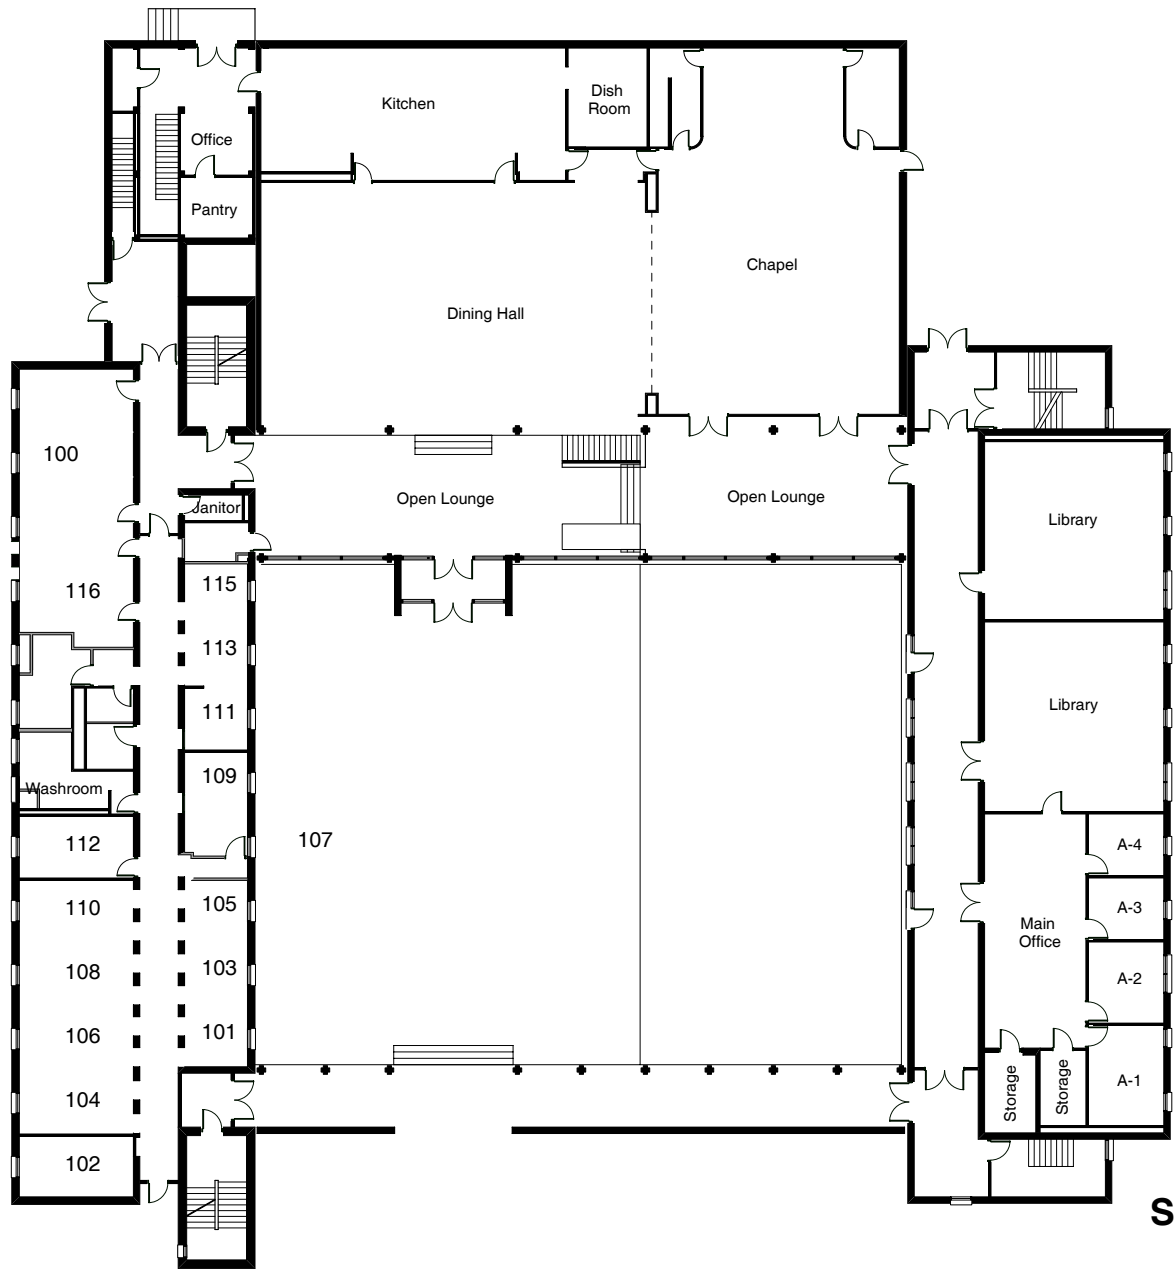 Kitchen
Dish
Room
Office
Pantry
Chapel
Dining Hall
100
Open Lounge
Open Lounge
Janitor
Library
116
115
113
Library
111
109
Washroom
107
112
A-4
110
105
A-3
Main
Office
108
103
A-2
106
101
104
Storage
Storage
A-1
102
S